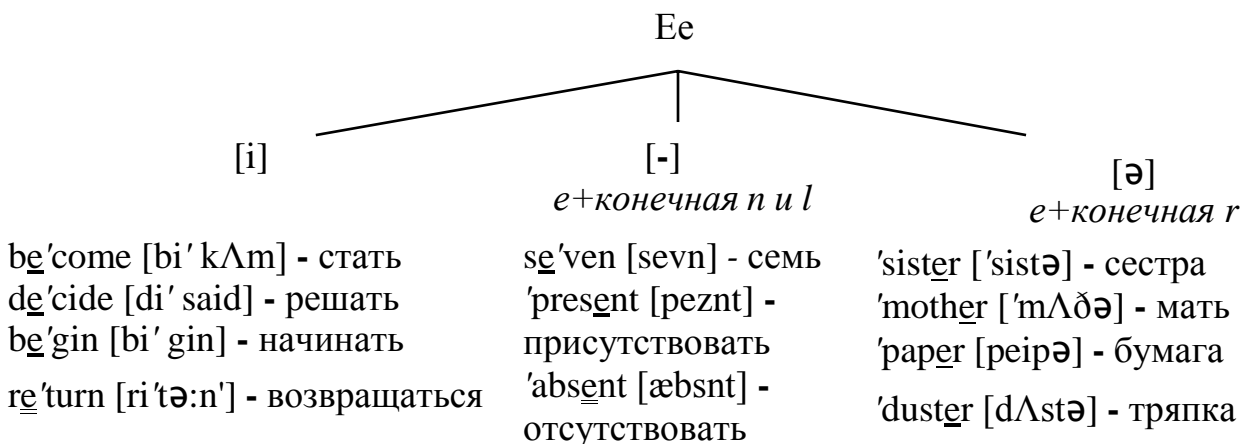 Ee
[i]
[-]
е+конечная n и l
[ə]
е+конечная r
be′come [bi′ kΛm] - стать
de′cide [di′ said] - решать
be′gin [bi′ gin] - начинать
re′turn [ri′tə:n'] - возвращаться
se′ven [sevn] - семь
′present [peznt] -
присутствовать
′absent [æbsnt] -
отсутствовать
′sister [′sistə] - сестра
′mother [′mΛðə] - мать
′paper [peipə] - бумага
′duster [dΛstə] - тряпка